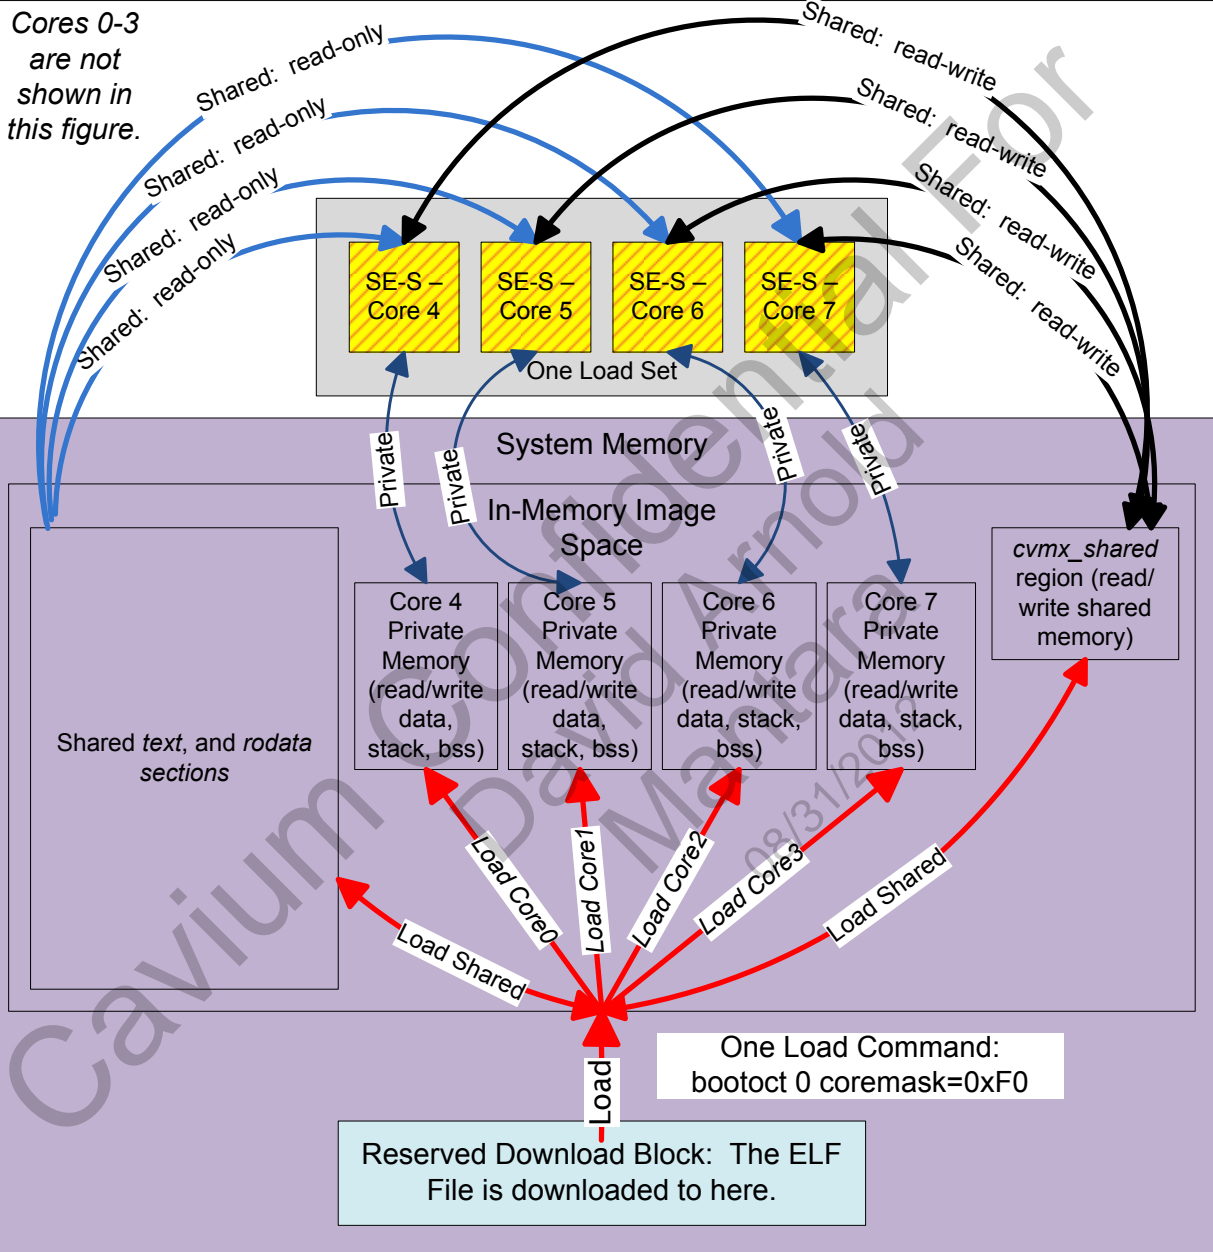 Cores 0-3
are not
shown in
this figure.
Shared: read-only
Shared: read-only
Shared: read-only
Shared: read-only
Shared: read-write
Shared: read-write
Shared: read-write
Shared: read-write
SE-S –
Core 4
SE-S –
Core 5
SE-S –
Core 6
SE-S –
Core 7
One Load Set
Private
Private
Private
Private
System Memory
In-Memory Image
Space
Shared text, and rodata
sections
Core 4
Private
Memory
(read/write
data,
stack, bss)
Core 5
Private
Memory
(read/write
data,
stack, bss)
Core 6
Private
Memory
(read/write
data, stack,
bss)
Core 7
Private
Memory
(read/write
data, stack,
bss)
cvmx_shared
region (read/
write shared
memory)
Load Shared
Load Core0
Load Core1
Load Core2
Load Core3
Load Shared
Load
One Load Command:
bootoct 0 coremask=0xF0
Reserved Download Block: The ELF
File is downloaded to here.
Cavium Confidential For
David Arnold
Mantara
08/31/2012